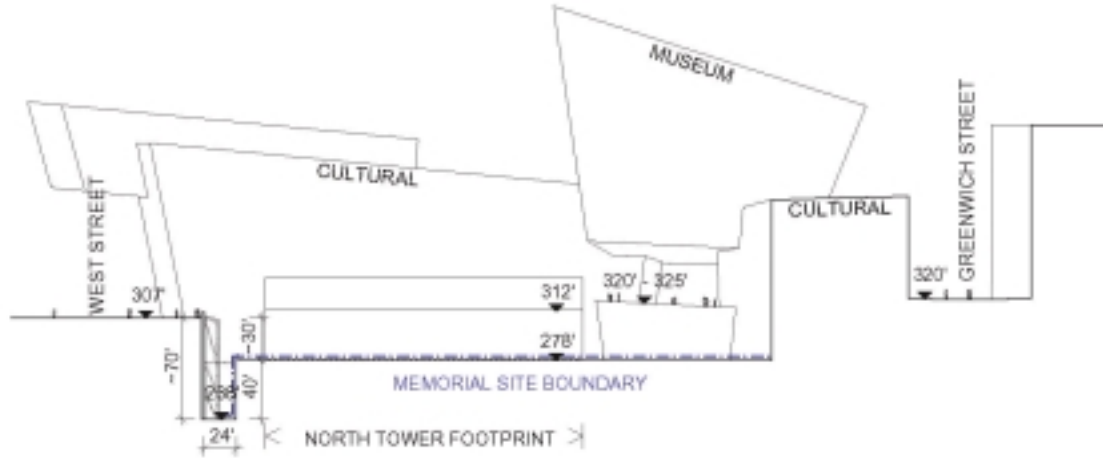 MUSEUM
CULTURAL
WEST STREET
CULTURAL
GREENWICH STREET
307'
312'
320' - 325'
320'
278'
~30'
~70'
40'
24'
MEMORIAL SITE BOUNDARY
NORTH TOWER FOOTPRINT